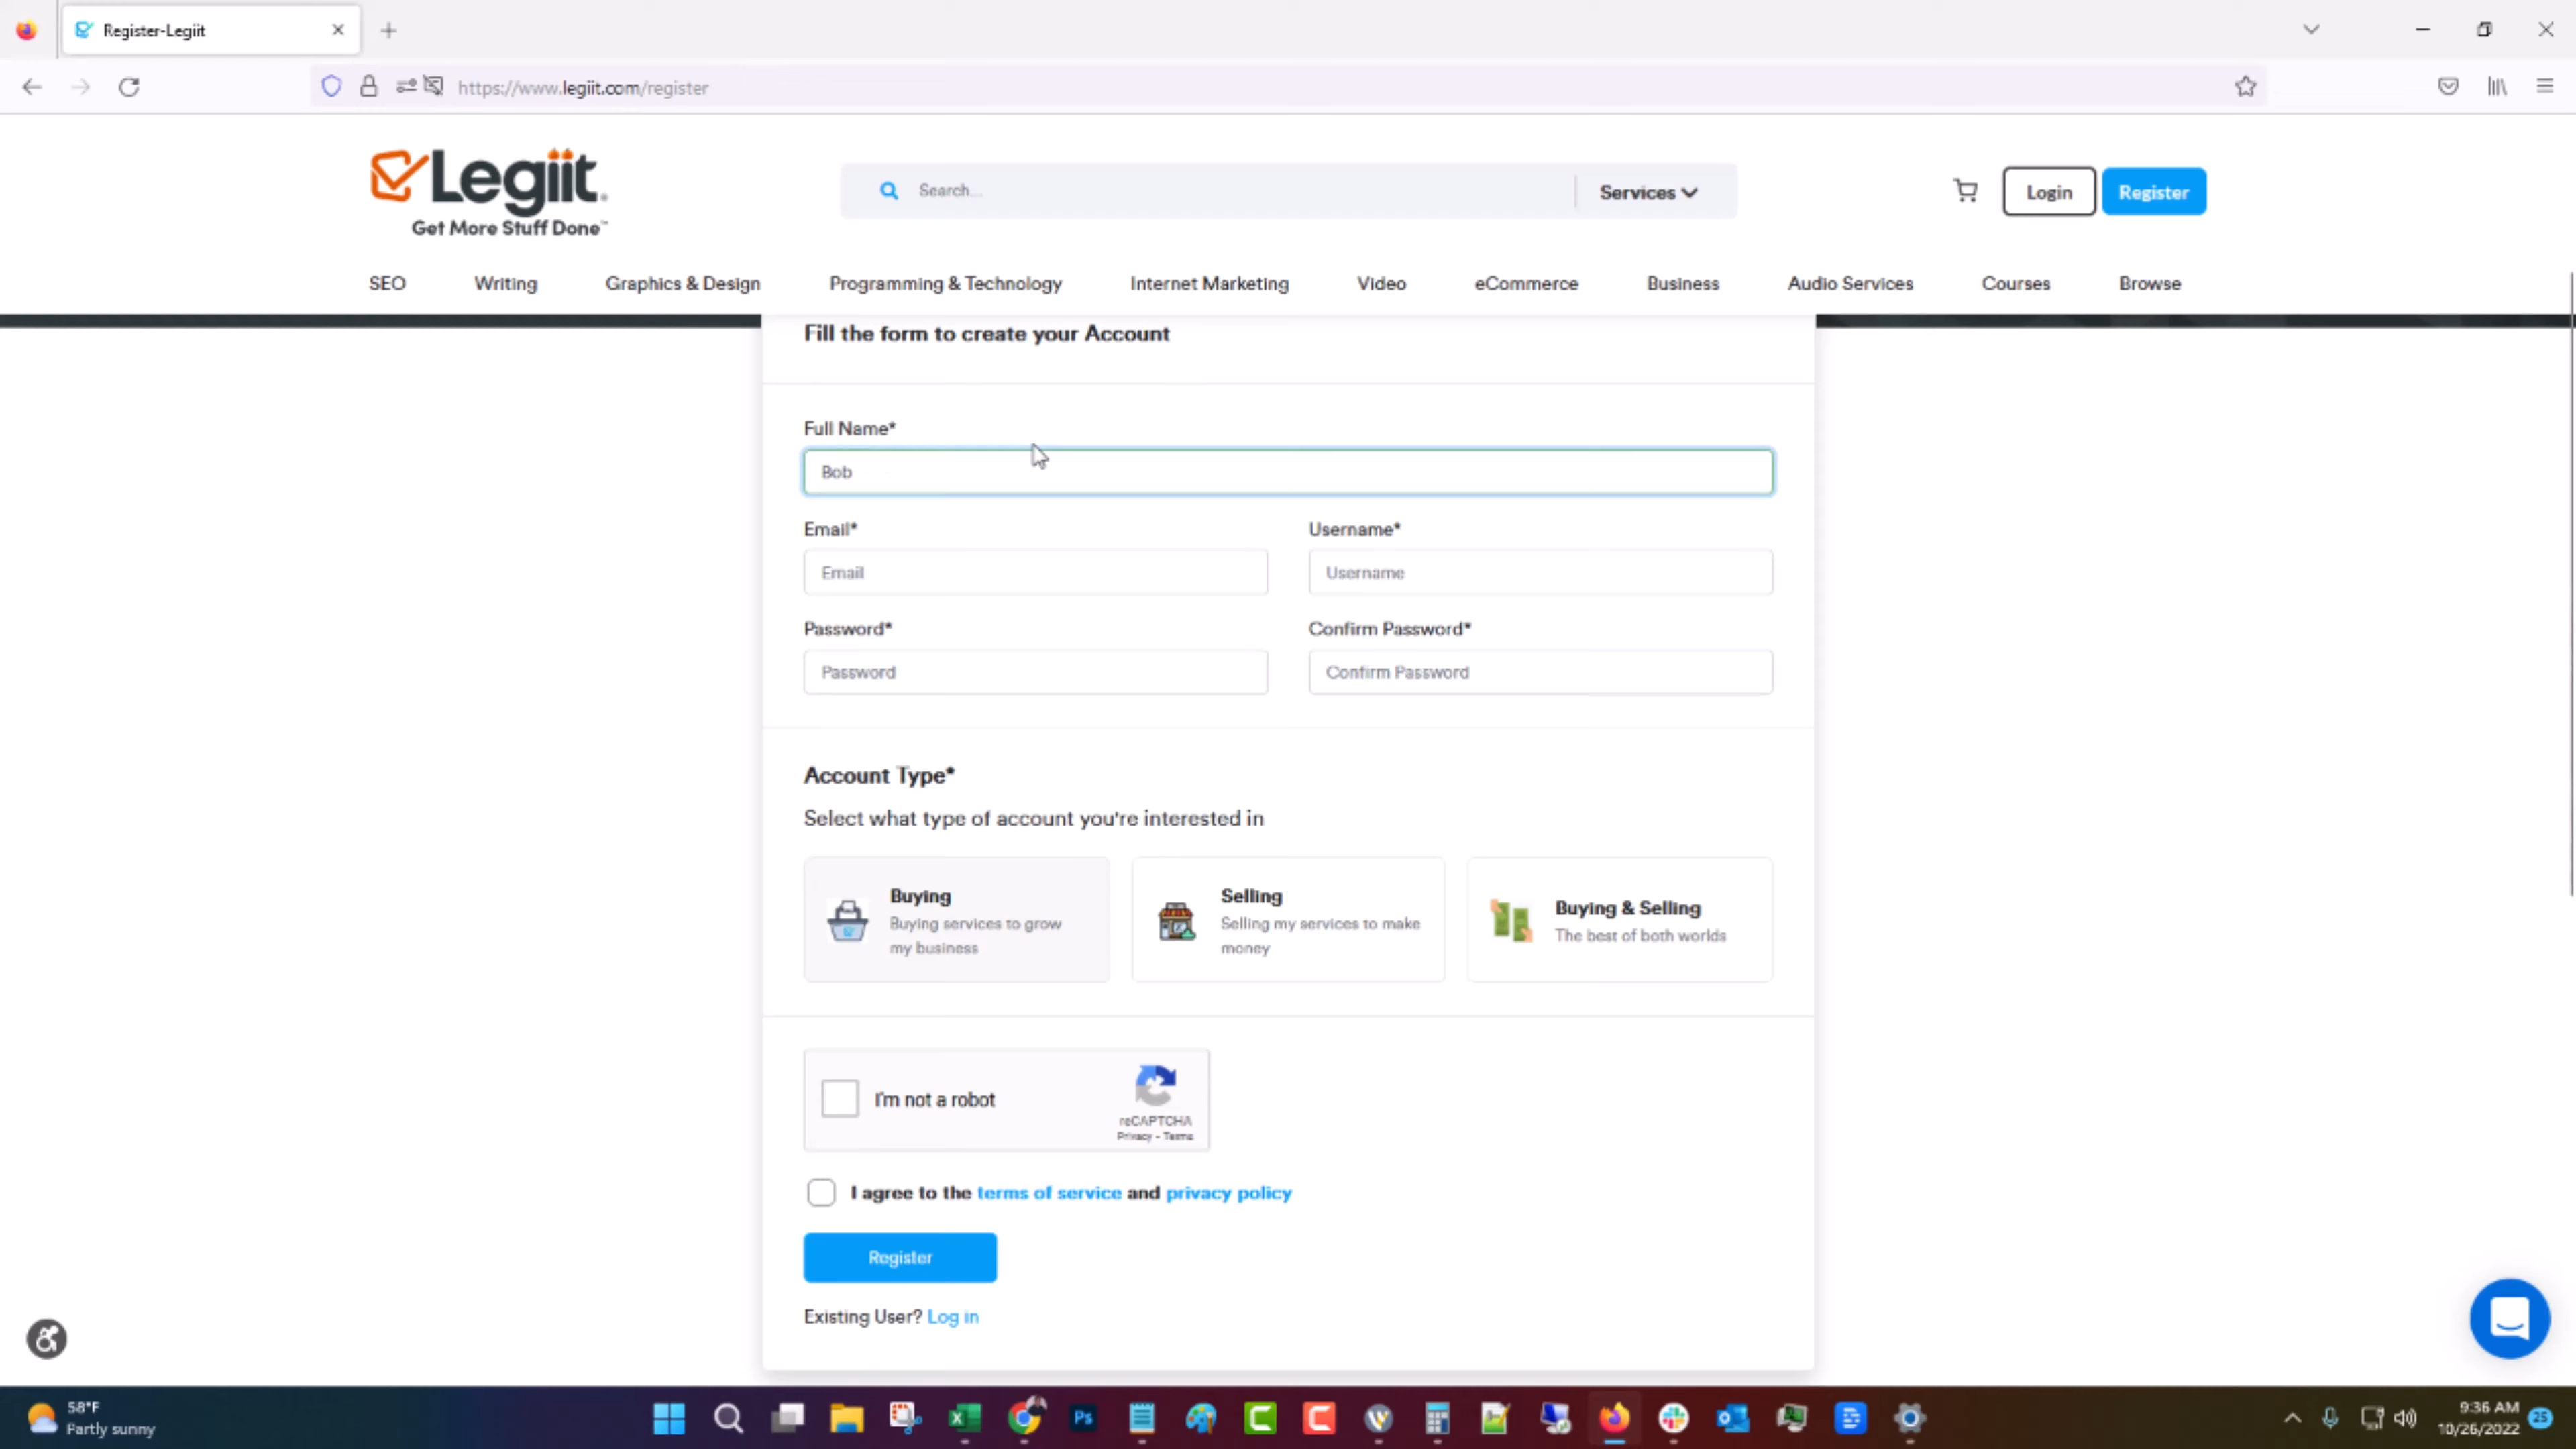 Register-Legiit
https://www.legiit.com/register
Legiit.
Get More Stuff Done™
Search...
Services
Login
Register
SEO
Writing
Graphics & Design
Programming & Technology
Internet Marketing
Video
eCommerce
Business
Audio Services
Courses
Browse
Fill the form to create your Account
Full Name*
Bob
Email*
Username*
Email
Username
Password*
Confirm Password*
Password
Confirm Password
Account Type*
Select what type of account you're interested in
Buying
Buying services to grow
my business
Selling
Selling my services to make
money
Buying & Selling
The best of both worlds
I'm not a robot
reCAPTCHA
Privacy - Terms
I agree to the terms of service and privacy policy
Register
Existing User? Log in
58°F
Partly sunny
Ps
9:36 AM
10/26/2022
25